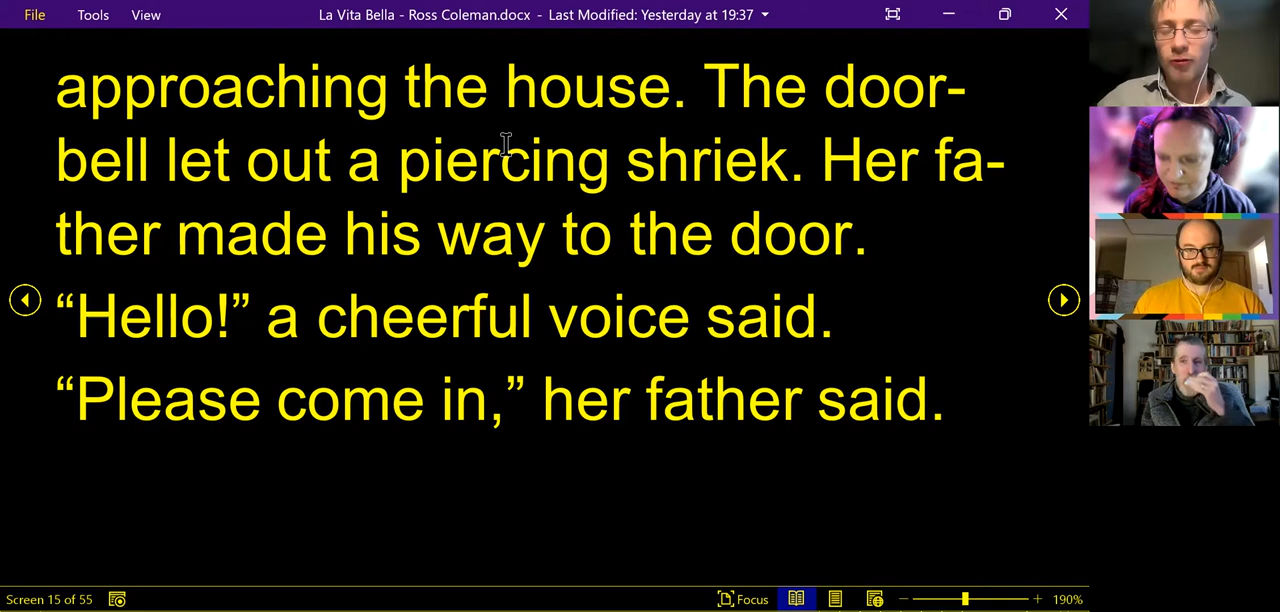 File Tools View La Vita Bella - Ross Coleman.docx - Last Modified: Yesterday at 19:37
approaching the house. The door-
bell let out a piercing shriek. Her fa-
ther made his way to the door.
“Hello!” a cheerful voice said.
“Please come in,” her father said.
Screen 15 of 55 Focus 190%